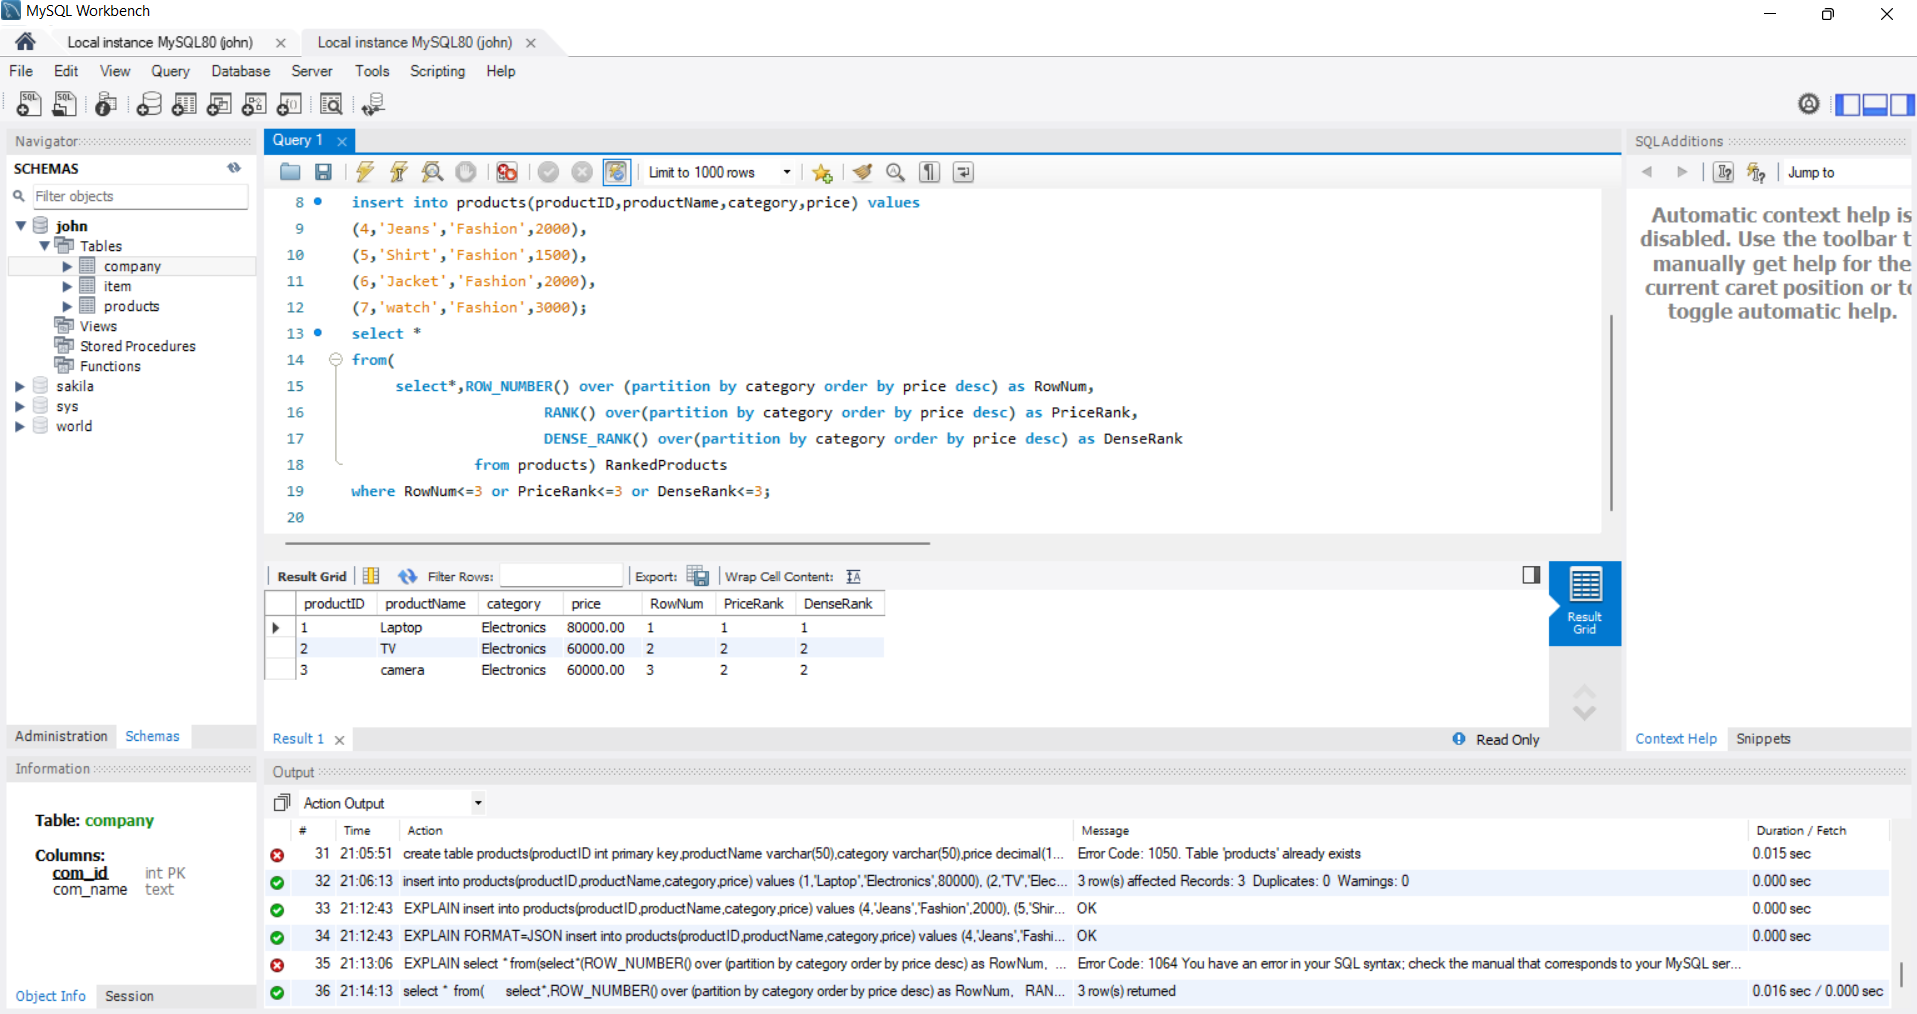 MySQL Workbench
Local instance MySQL80 (john)
Local instance MySQL80 (john)
File Edit View Query Database Server Tools Scripting Help
Navigator
SCHEMAS
Filter objects
john
Tables
company
item
products
Views
Stored Procedures
Functions
sakila
sys
world
Administration Schemas
Information
Table: company
Columns:
com_id int PK
com_name text
Object Info Session
Query 1
Limit to 1000 rows
8 insert into products(productID,productName,category,price) values
9 (4,'Jeans','Fashion',2000),
10 (5,'Shirt','Fashion',1500),
11 (6,'Jacket','Fashion',2000),
12 (7,'watch','Fashion',3000);
13 select *
14 from(
15 select*,ROW_NUMBER() over (partition by category order by price desc) as RowNum,
16 RANK() over(partition by category order by price desc) as PriceRank,
17 DENSE_RANK() over(partition by category order by price desc) as DenseRank
18 from products) RankedProducts
19 where RowNum<=3 or PriceRank<=3 or DenseRank<=3;
20
Result Grid Filter Rows: Export: Wrap Cell Content:
productID productName category price RowNum PriceRank DenseRank
1 Laptop Electronics 80000.00 1 1 1
2 TV Electronics 60000.00 2 2 2
3 camera Electronics 60000.00 3 2 2
Result Grid
Result 1
Read Only
SQLAdditions
Jump to
Automatic context help is
disabled. Use the toolbar t
manually get help for the
current caret position or to
toggle automatic help.
Context Help Snippets
Output
Action Output
# Time Action Message Duration / Fetch
31 21:05:51 create table products(productID int primary key,productName varchar(50),category varchar(50),price decimal(1... Error Code: 1050. Table 'products' already exists 0.015 sec
32 21:06:13 insert into products(productID,productName,category,price) values (1,'Laptop','Electronics',80000), (2,'TV','Elec... 3 row(s) affected Records: 3 Duplicates: 0 Warnings: 0 0.000 sec
33 21:12:43 EXPLAIN insert into products(productID,productName,category,price) values (4,'Jeans','Fashion',2000), (5,'Shir... OK 0.000 sec
34 21:12:43 EXPLAIN FORMAT=JSON insert into products(productID,productName,category,price) values (4,'Jeans','Fashi... OK 0.000 sec
35 21:13:06 EXPLAIN select * from(select*(ROW_NUMBER() over (partition by category order by price desc) as RowNum, ... Error Code: 1064 You have an error in your SQL syntax; check the manual that corresponds to your MySQL ser...
36 21:14:13 select * from( select*,ROW_NUMBER() over (partition by category order by price desc) as RowNum, RAN... 3 row(s) returned 0.016 sec / 0.000 sec